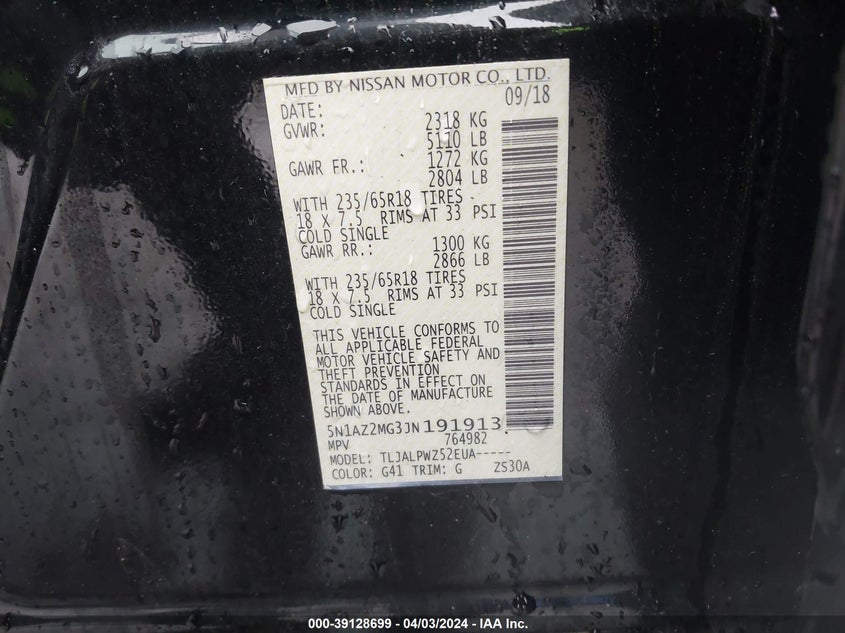 MFD BY NISSAN MOTOR CO., LTD.
DATE: 09/18
GVWR: 2318 KG
5110 LB
GAWR FR.: 1272 KG
2804 LB
WITH 235/65R18 TIRES
18 X 7.5 RIMS AT 33 PSI
COLD SINGLE
GAWR RR.: 1300 KG
2866 LB
WITH 235/65R18 TIRES
18 X 7.5 RIMS AT 33 PSI
COLD SINGLE
THIS VEHICLE CONFORMS TO
ALL APPLICABLE FEDERAL
MOTOR VEHICLE SAFETY AND
THEFT PREVENTION
STANDARDS IN EFFECT ON
THE DATE OF MANUFACTURE
SHOWN ABOVE.
5N1AZ2MG3JN191913
MPV 764982
MODEL: TLJALPWZ52EUA-----
COLOR: G41 TRIM: G ZS30A
000-39128699 - 04/03/2024 - IAA Inc.